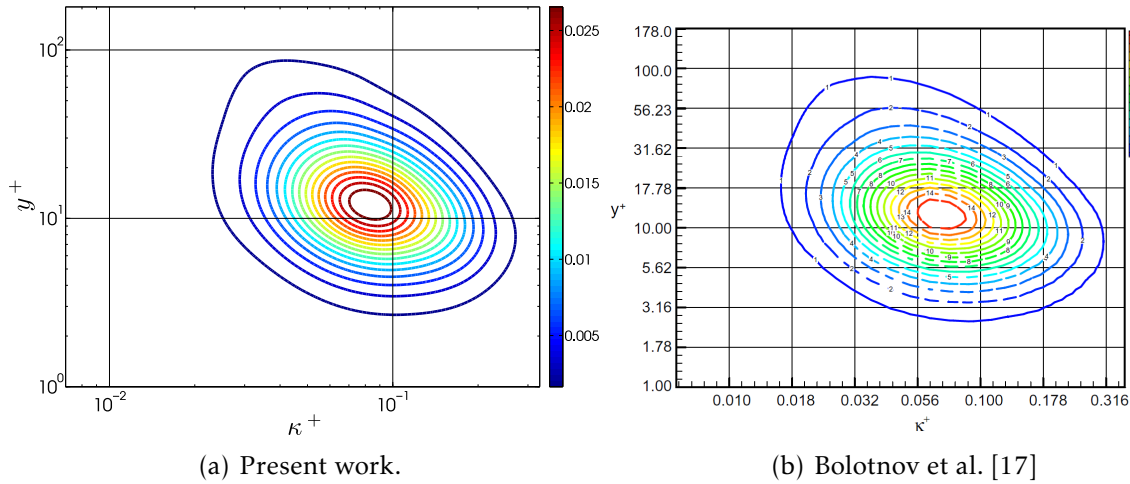 10²
10¹
10⁰
y⁺
10⁻²
10⁻¹
κ⁺
0.025
0.02
0.015
0.01
0.005
(a) Present work.
178.0
100.0
56.23
31.62
17.78
10.00
5.62
3.16
1.78
1.00
y⁺
0.010 0.018 0.032 0.056 0.100 0.178 0.316
κ⁺
(b) Bolotnov et al. [17]